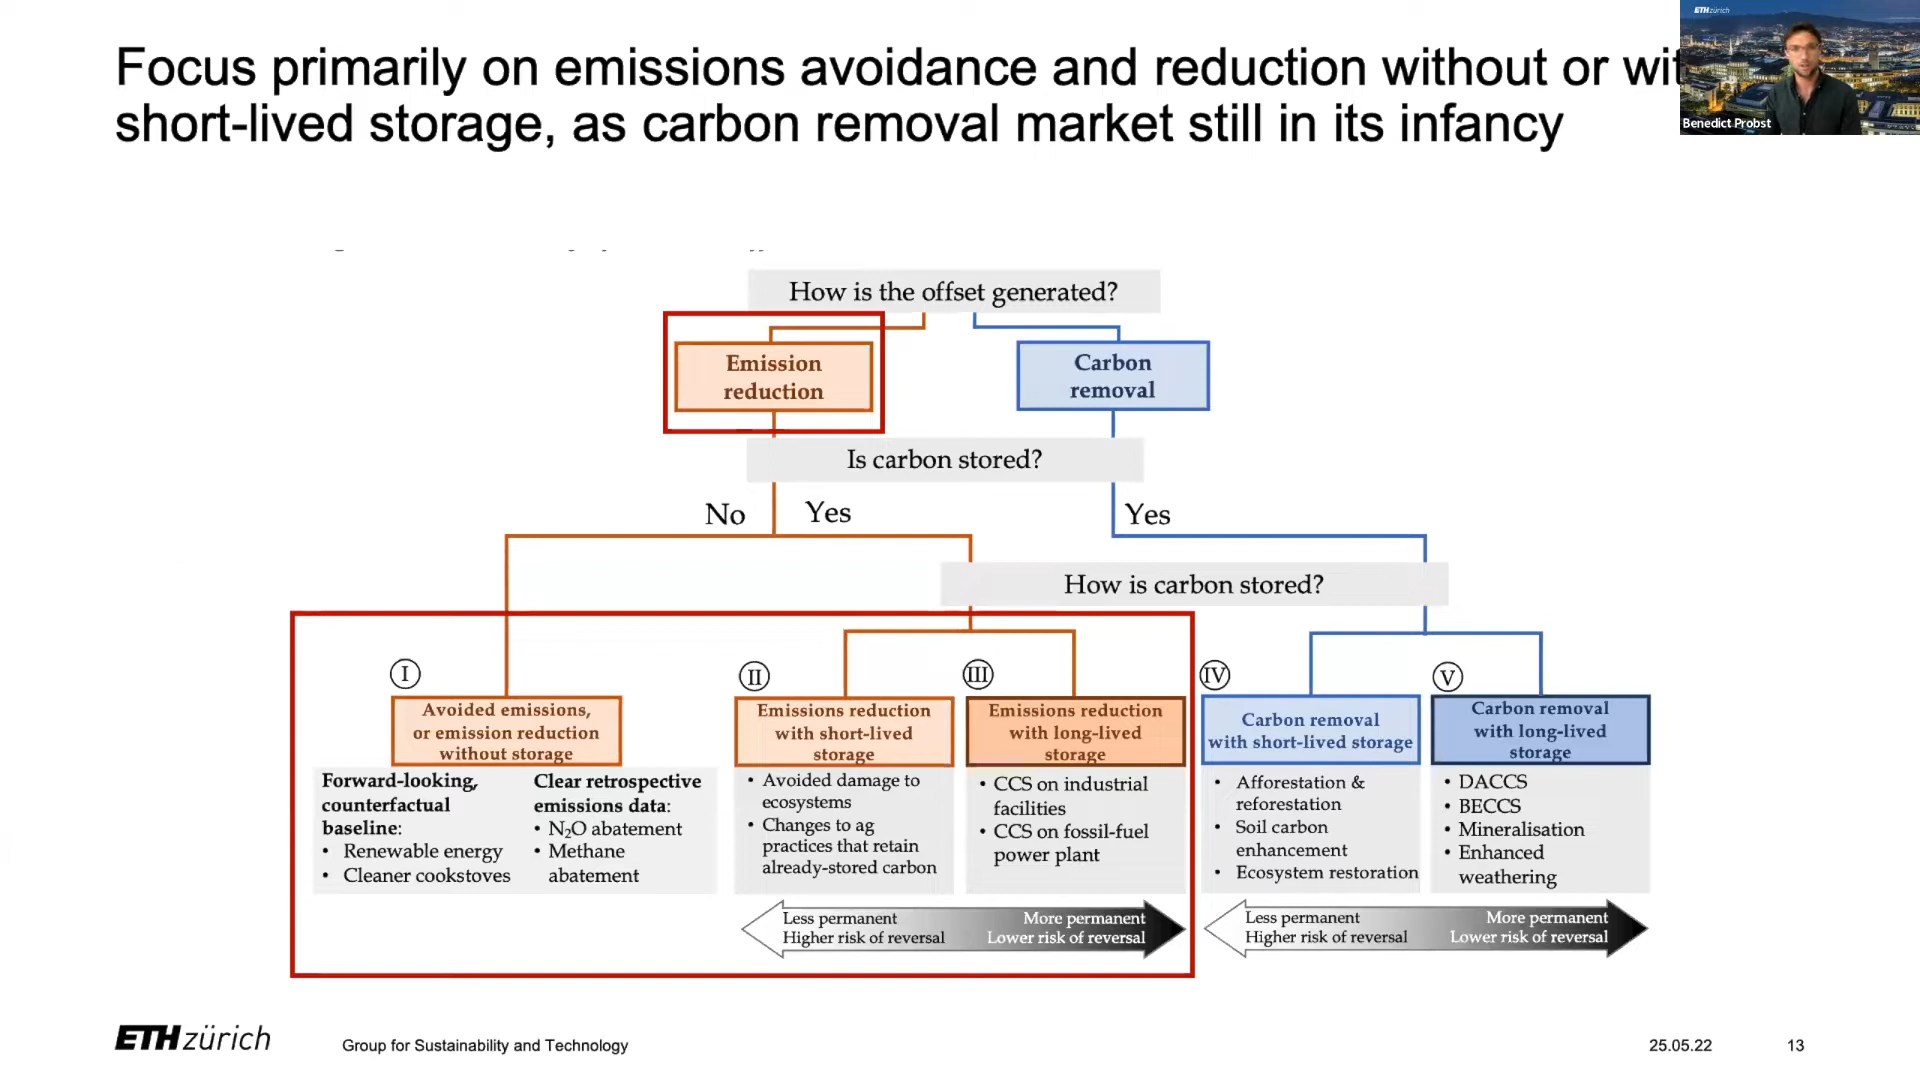 ETHzürich
Benedict Probst
Focus primarily on emissions avoidance and reduction without or
short-lived storage, as carbon removal market still in its infancy
How is the offset generated?
Emission
reduction
Carbon
removal
Is carbon stored?
No
Yes
Yes
How is carbon stored?
I
Avoided emissions,
or emission reduction
without storage
Forward-looking,
counterfactual
baseline:
• Renewable energy
• Cleaner cookstoves
Clear retrospective
emissions data:
• N₂O abatement
• Methane
abatement
II
Emissions reduction
with short-lived
storage
• Avoided damage to
ecosystems
• Changes to ag
practices that retain
already-stored carbon
III
Emissions reduction
with long-lived
storage
• CCS on industrial
facilities
• CCS on fossil-fuel
power plant
Less permanent
Higher risk of reversal
More permanent
Lower risk of reversal
IV
Carbon removal
with short-lived storage
• Afforestation &
reforestation
• Soil carbon
enhancement
• Ecosystem restoration
V
Carbon removal
with long-lived
storage
• DACCS
• BECCS
• Mineralisation
• Enhanced
weathering
Less permanent
Higher risk of reversal
More permanent
Lower risk of reversal
ETHzürich
Group for Sustainability and Technology
25.05.22
13